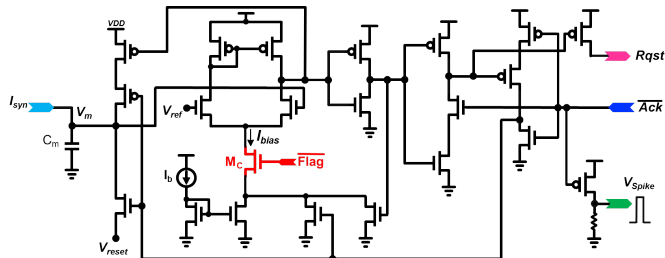 VDD
I_syn
V_m
C_m
V_ref
I_bias
M_C
Flag
I_b
V_reset
Rqst
Ack
V_Spike